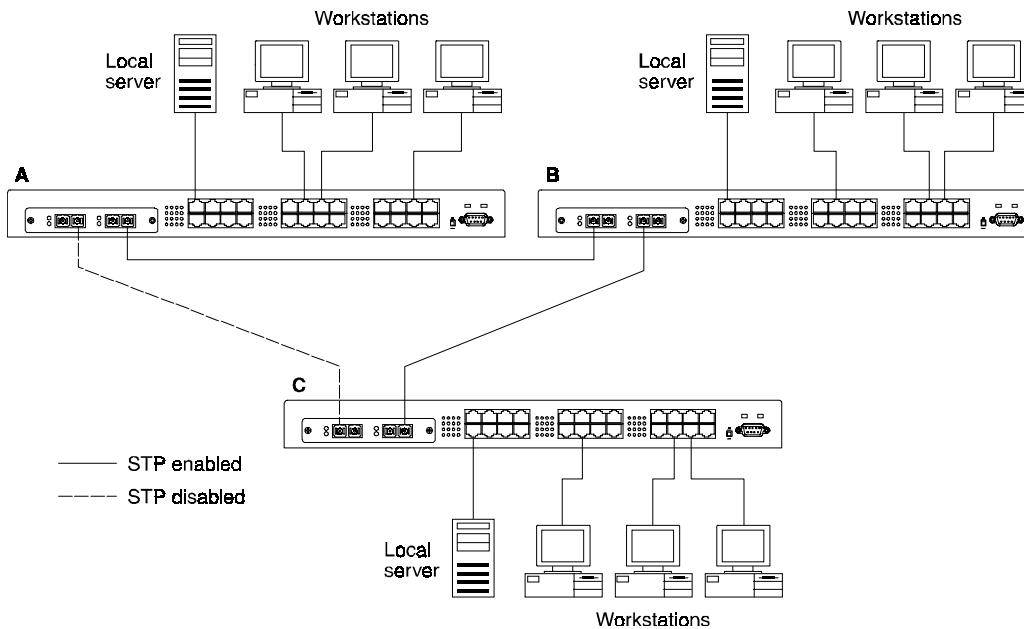 Workstations
Workstations
Local
server
Local
server
A
B
C
STP enabled
STP disabled
Local
server
Workstations